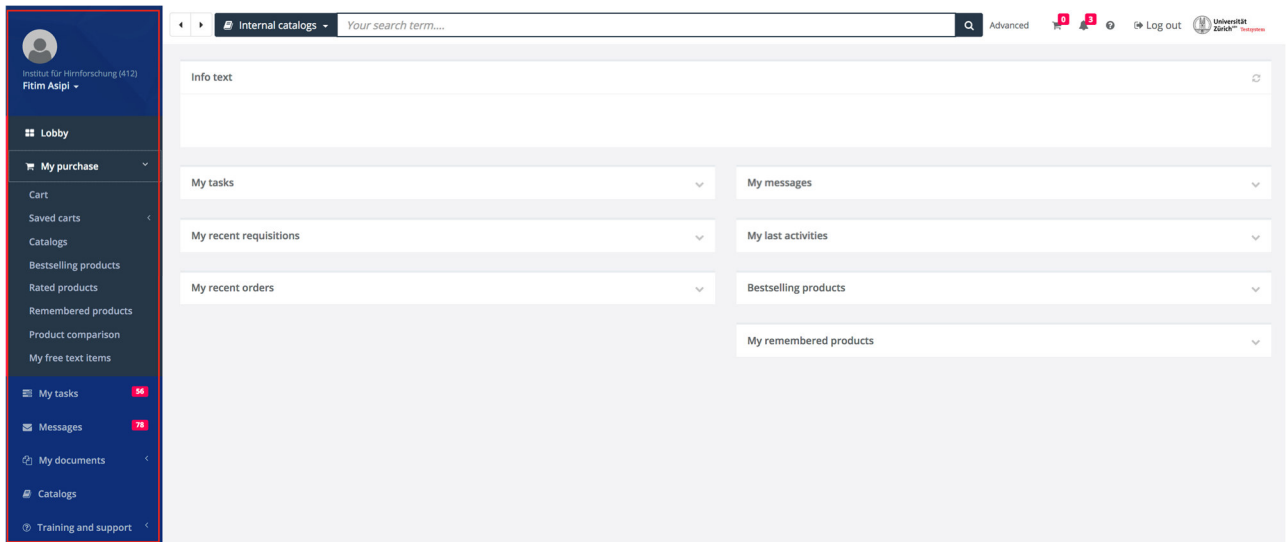 Internal catalogs
Your search term....
Advanced
0
3
Log out
Universität
Zürich UZH
Testsystem
Institut für Hirnforschung (412)
Fitim Asipi
Lobby
My purchase
Cart
Saved carts
Catalogs
Bestselling products
Rated products
Remembered products
Product comparison
My free text items
My tasks
56
Messages
78
My documents
Catalogs
Training and support
Info text
My tasks
My messages
My recent requisitions
My last activities
My recent orders
Bestselling products
My remembered products